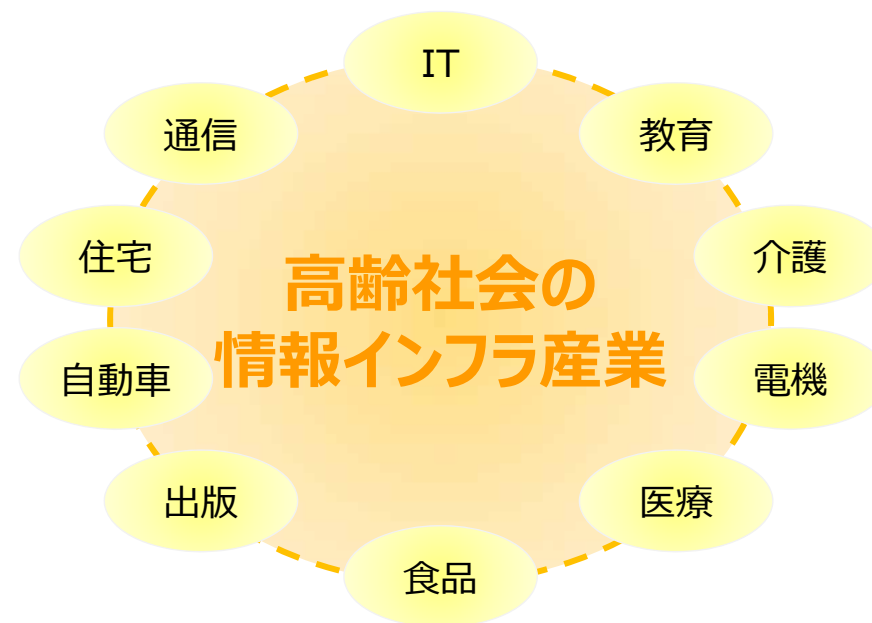 IT
通信
教育
住宅
介護
高齢社会の
情報インフラ産業
自動車
電機
出版
医療
食品